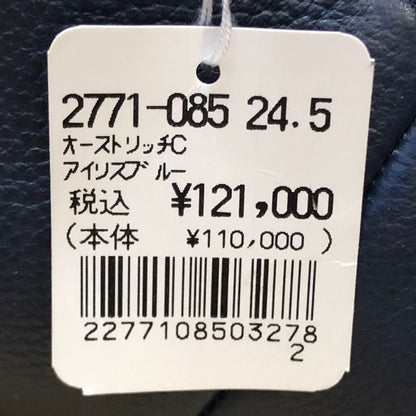 2771-085 24.5
オーストリッチC
アイリスブルー
税込 ¥121,000
(本体 ¥110,000 )
2277108503278
2